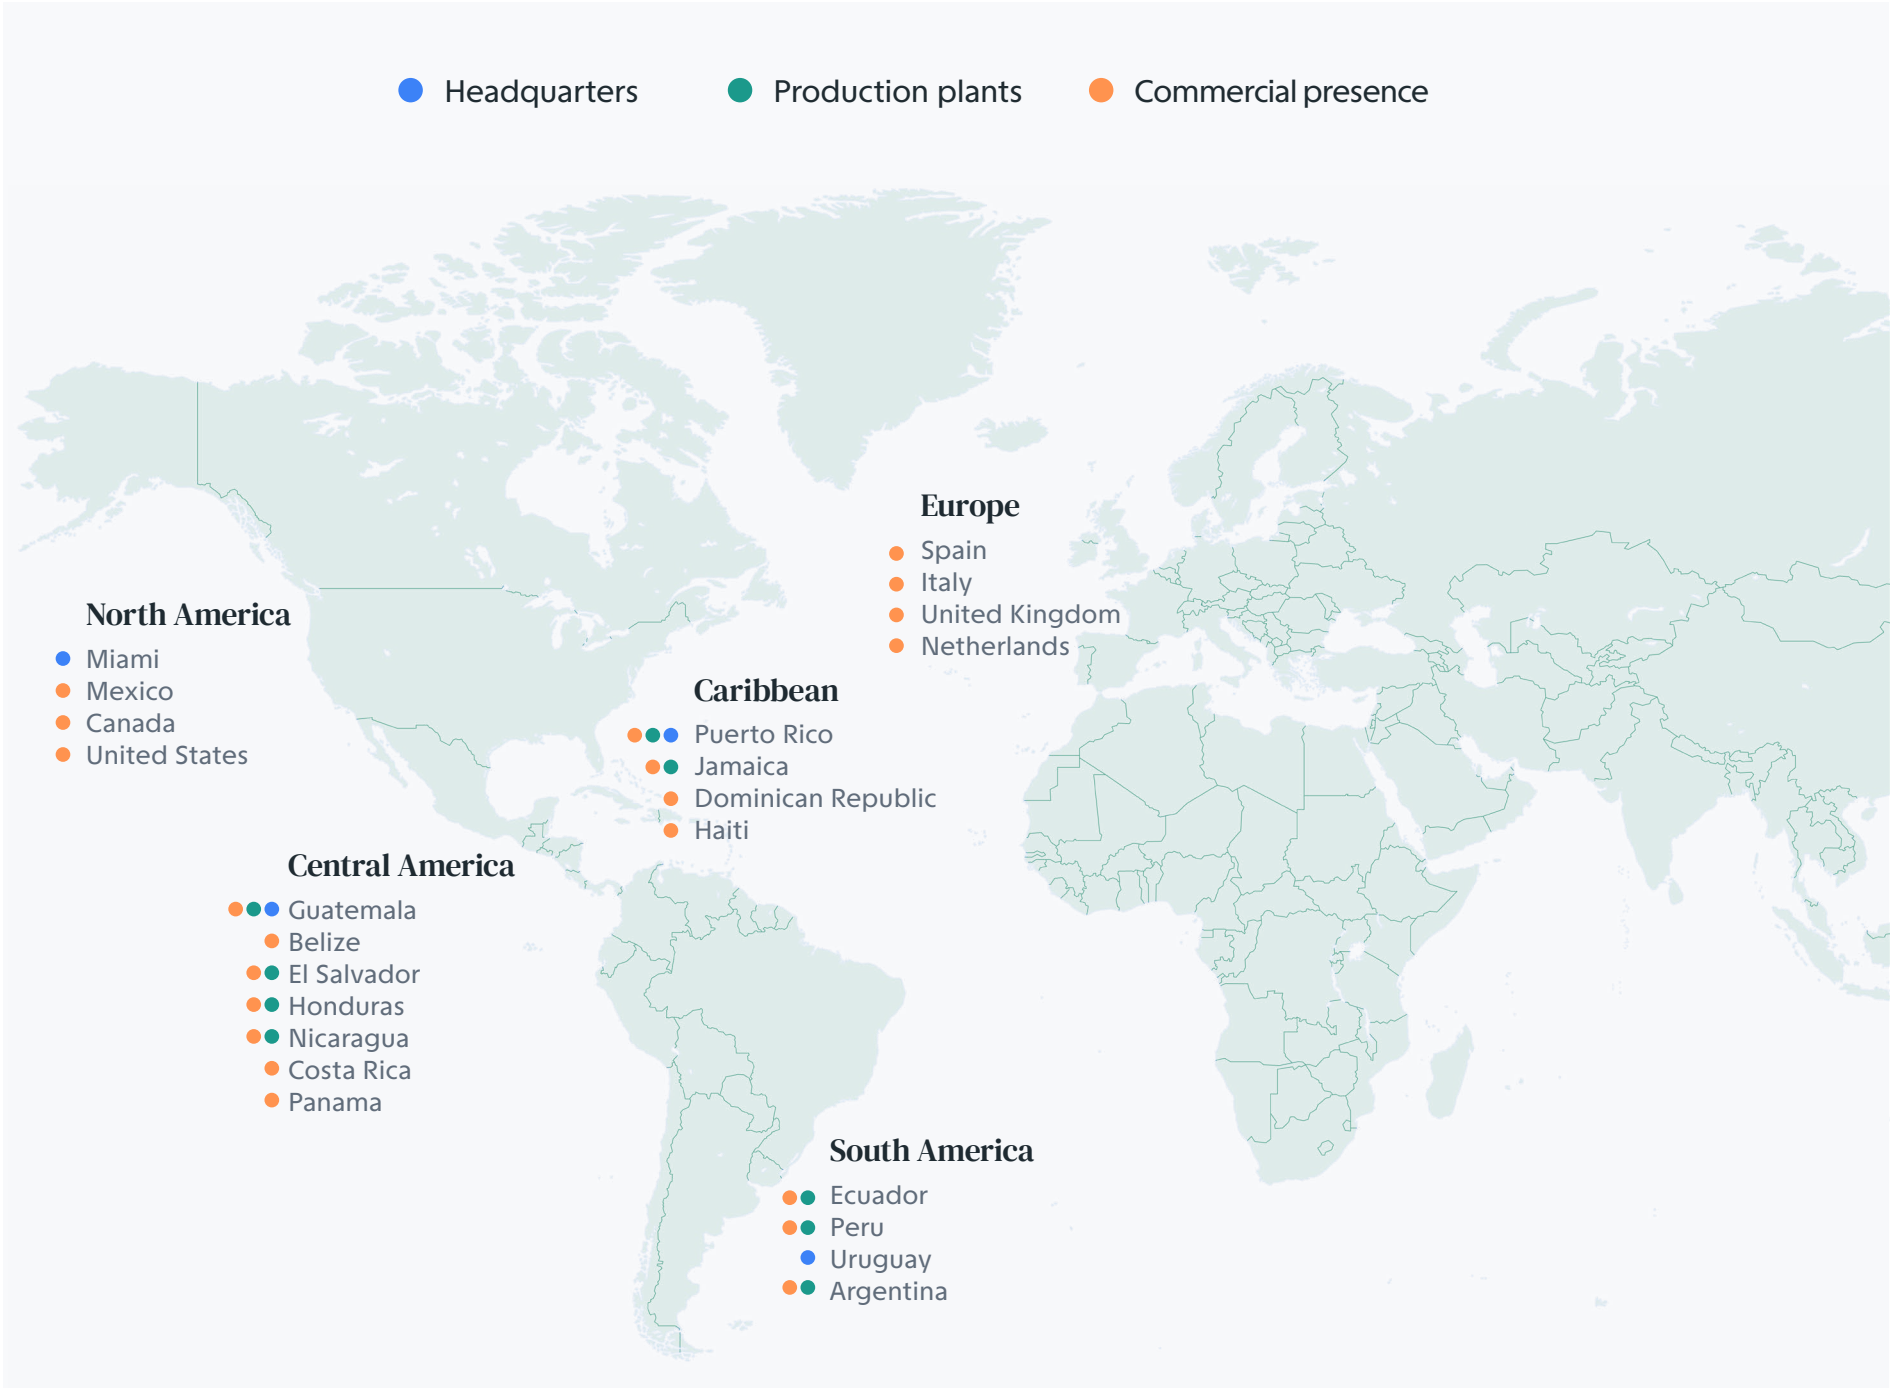 Headquarters
Production plants
Commercial presence
Europe
Spain
Italy
United Kingdom
Netherlands
North America
Miami
Mexico
Canada
United States
Caribbean
Puerto Rico
Jamaica
Dominican Republic
Haiti
Central America
Guatemala
Belize
El Salvador
Honduras
Nicaragua
Costa Rica
Panama
South America
Ecuador
Peru
Uruguay
Argentina